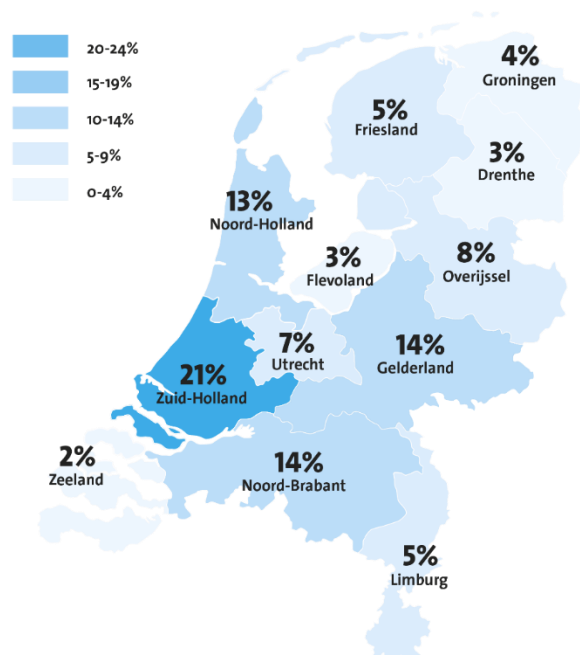 20-24%
15-19%
10-14%
5-9%
0-4%
4%
Groningen
5%
Friesland
3%
Drenthe
13%
Noord-Holland
3%
Flevoland
8%
Overijssel
7%
Utrecht
14%
Gelderland
21%
Zuid-Holland
2%
Zeeland
14%
Noord-Brabant
5%
Limburg